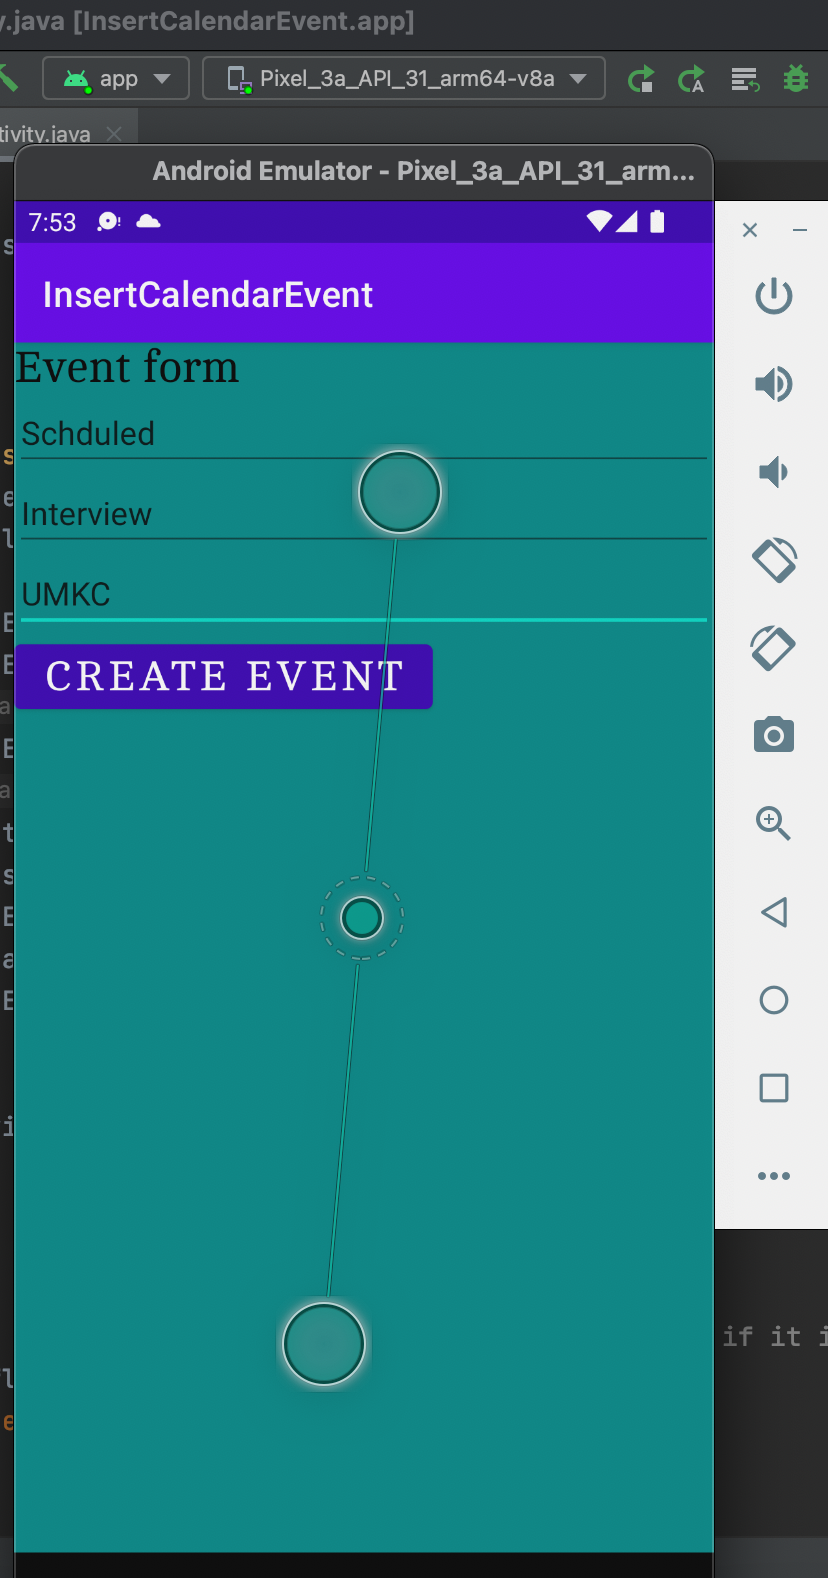 .java [InsertCalendarEvent.app]
app
Pixel_3a_API_31_arm64-v8a
tivity.java
Android Emulator - Pixel_3a_API_31_arm...
7:53
InsertCalendarEvent
Event form
Schduled
Interview
UMKC
CREATE EVENT
if it i